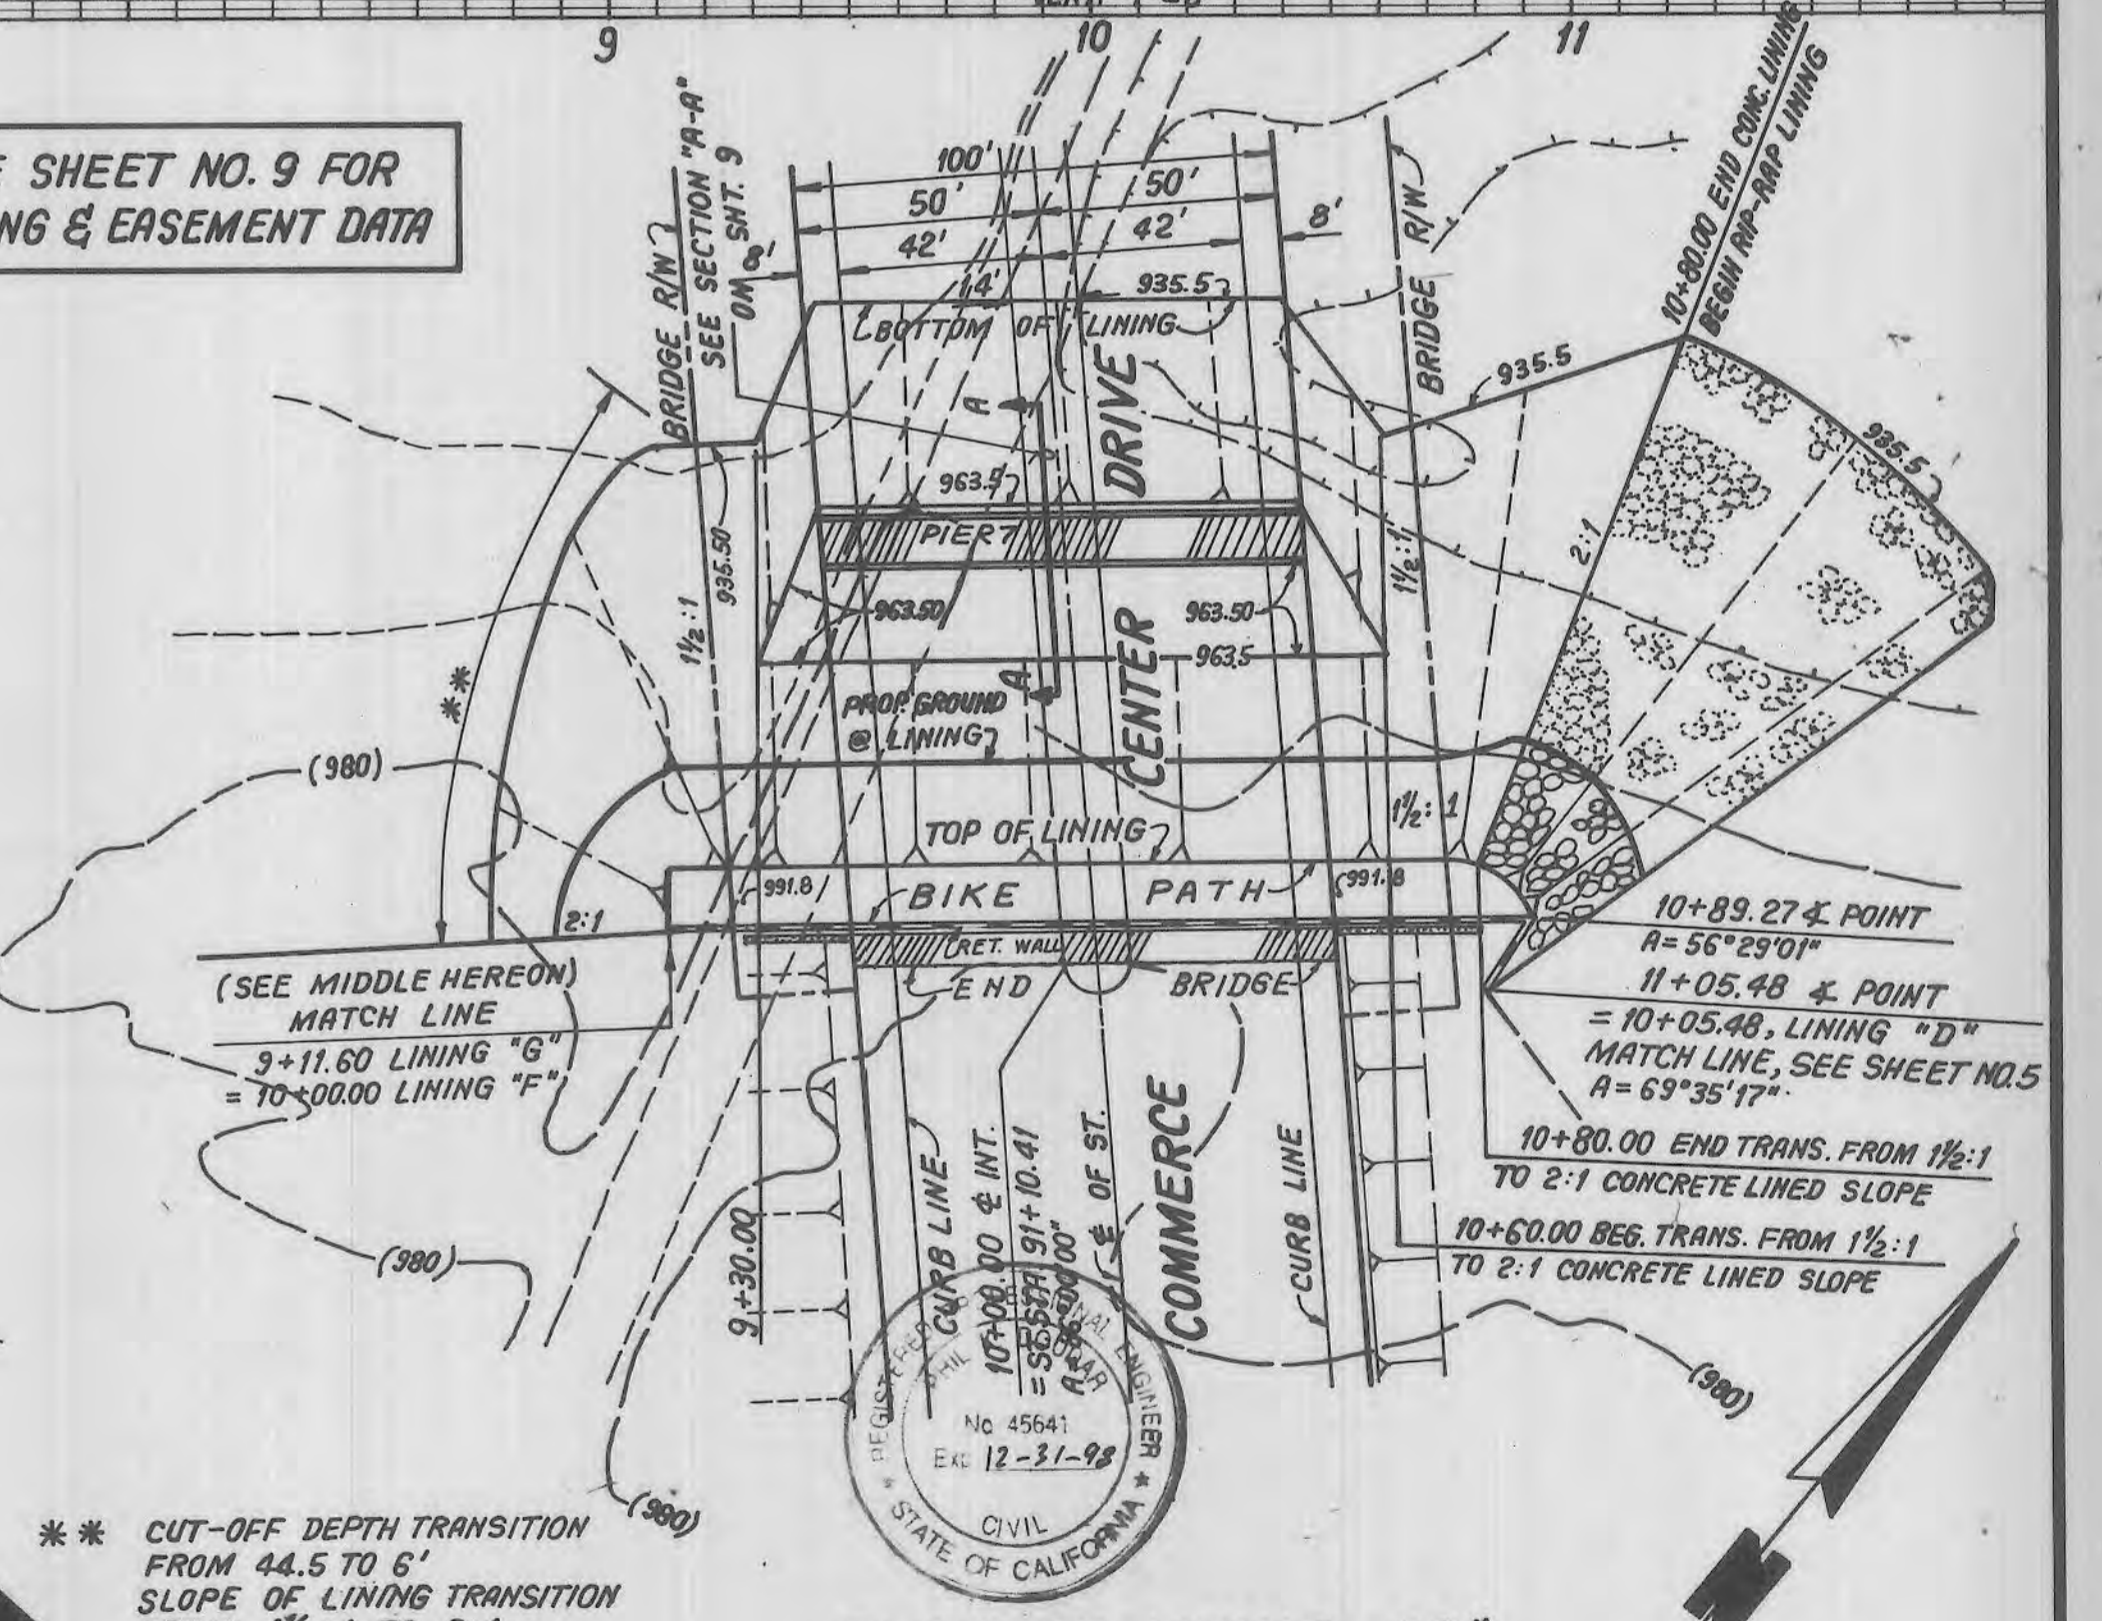 9
10
11
SHEET NO. 9 FOR
& EASEMENT DATA
BRIDGE R/W
SEE SECTION "A-A"
ON SHT. 9
100'
50'
50'
42'
42'
8'
8'
14'
935.5
BOTTOM OF LINING
BRIDGE R/W
10+80.00 END CONC. LINING
BEGIN RIP-RAP LINING
935.5
935.5
2:1
A
DRIVE
963.5
PIER 7
935.50
1½:1
1½:1
963.50
963.50
963.5
A
PROP. GROUND
@ LINING
CENTER
**
(980)
TOP OF LINING
1½:1
991.8
BIKE PATH
991.8
2:1
RET. WALL
END BRIDGE
(SEE MIDDLE HEREON)
MATCH LINE
9+11.60 LINING "G"
= 10+00.00 LINING "F"
10+89.27 ∡ POINT
A=56°29'01"
11+05.48 ∡ POINT
= 10+05.48, LINING "D"
MATCH LINE, SEE SHEET NO.5
A=69°35'17"
10+80.00 END TRANS. FROM 1½:1
TO 2:1 CONCRETE LINED SLOPE
10+60.00 BEG. TRANS. FROM 1½:1
TO 2:1 CONCRETE LINED SLOPE
(980)
9+30.00
CURB LINE
10+00.00 ℄ INT.
STA 91+10.41
℄ OF ST.
COMMERCE
CURB LINE
(980)
(980)
REGISTERED ENGINEER
No 45641
Exp 12-31-98
CIVIL
STATE OF CALIFORNIA
** CUT-OFF DEPTH TRANSITION
FROM 44.5 TO 6'
SLOPE OF LINING TRANSITION